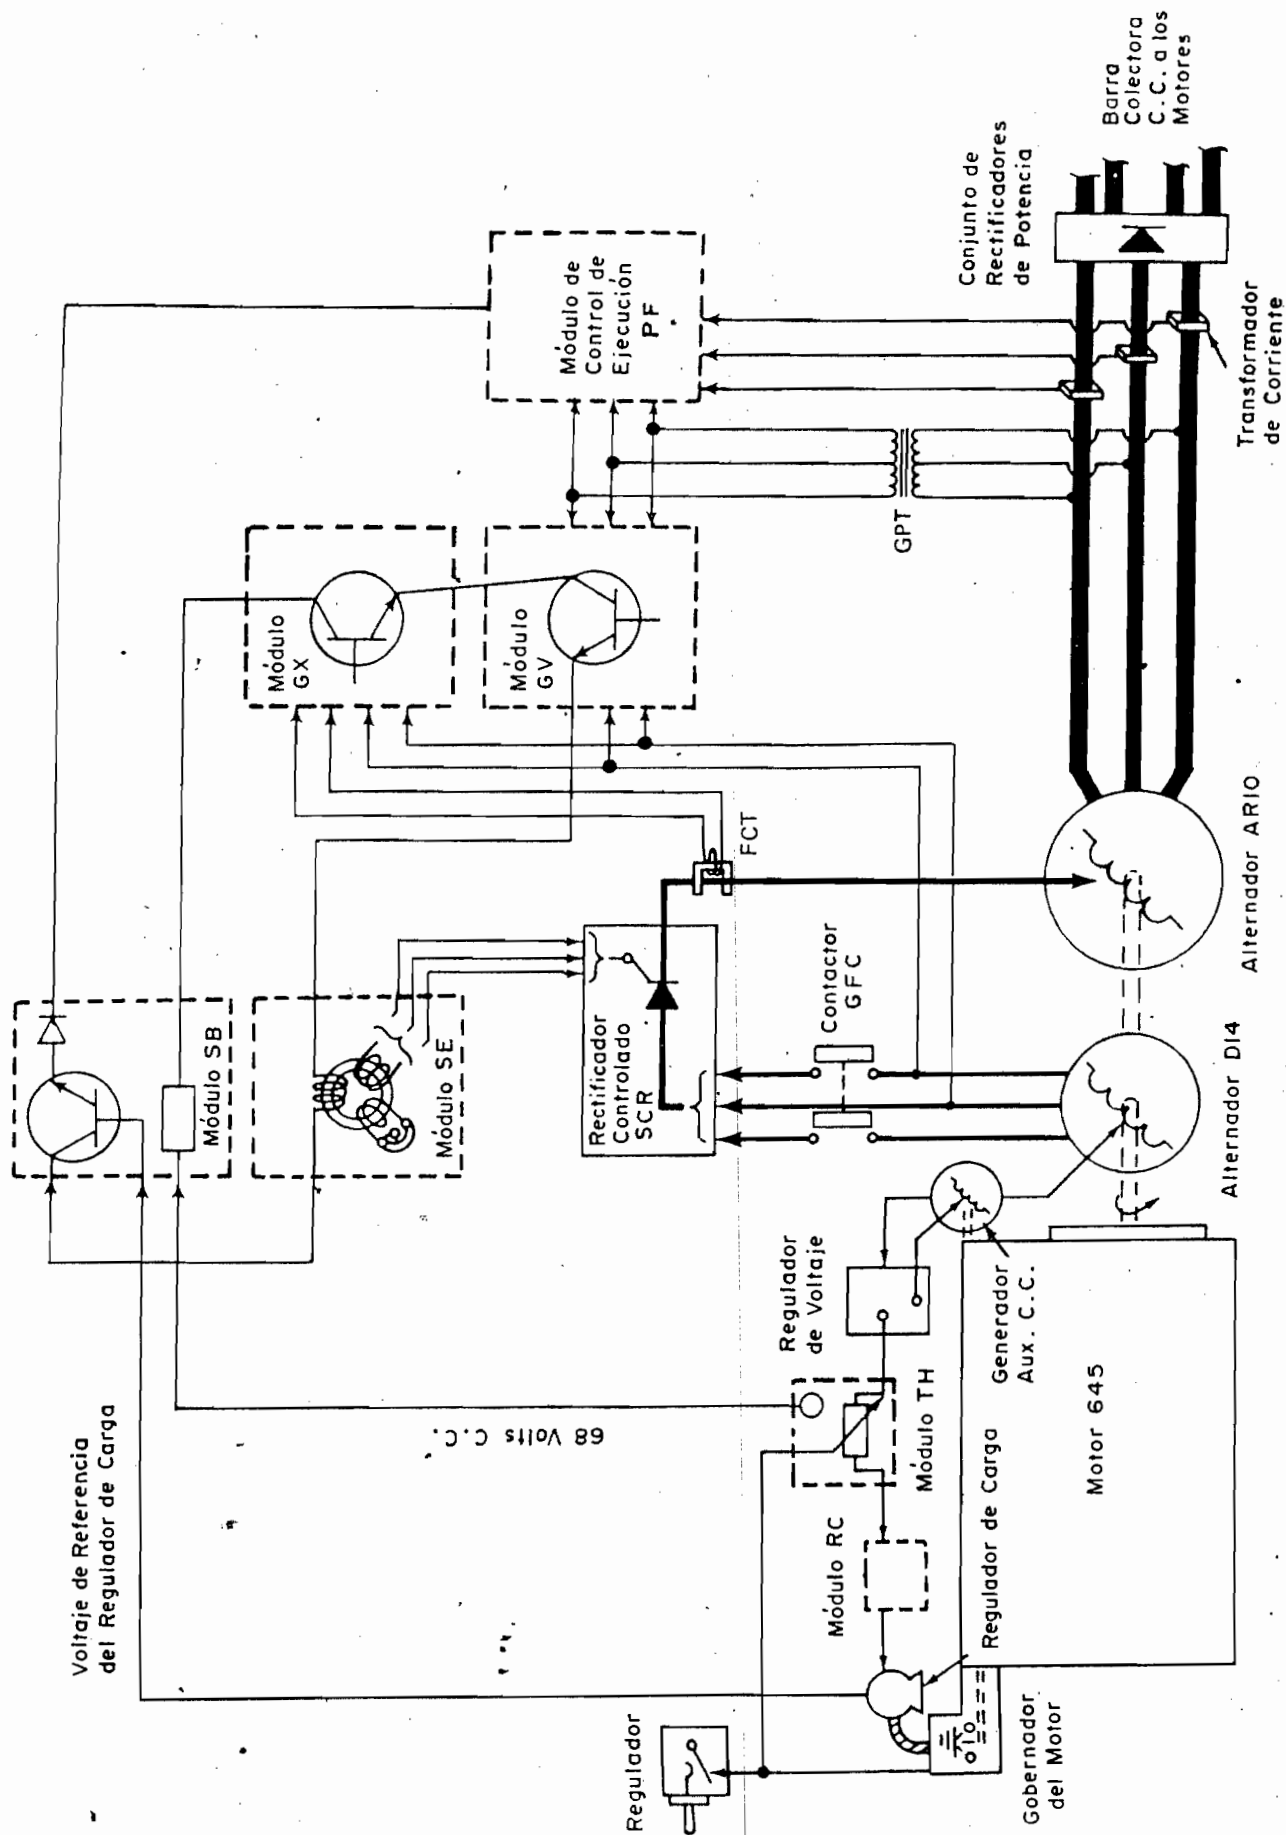 Voltaje de Referencia
del Regulador de Carga
68 Volts C.C.
Módulo SB
Módulo SE
Módulo
GX
Módulo
GV
Módulo de
Control de
Ejecución
PF
Rectificador
Controlado
SCR
FCT
Contactor
GFC
GPT
Conjunto de
Rectificadores
de Potencia
Barra
Colectora
C.C. a los
Motores
Transformador
de Corriente
Alternador AR10
Alternador D14
Regulador
de Voltaje
Generador
Aux. C.C.
Módulo TH
Módulo RC
Regulador de Carga
Motor 645
Regulador
Gobernador
del Motor